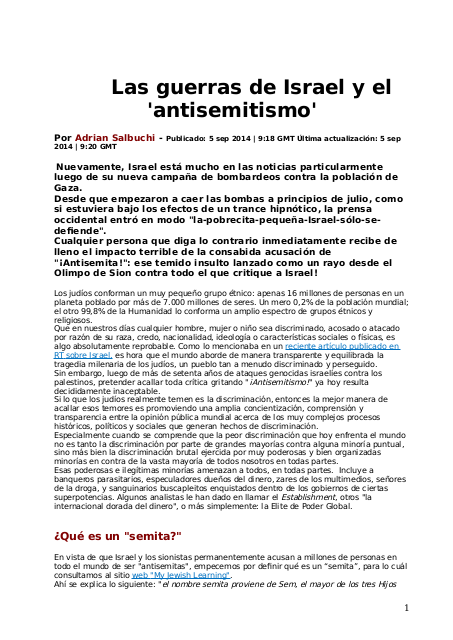 Las guerras de Israel y el
'antisemitismo'
Por Adrian Salbuchi - Publicado: 5 sep 2014 | 9:18 GMT Última actualización: 5 sep
2014 | 9:20 GMT
Nuevamente, Israel está mucho en las noticias particularmente
luego de su nueva campaña de bombardeos contra la población de
Gaza.
Desde que empezaron a caer las bombas a principios de julio, como
si estuviera bajo los efectos de un trance hipnótico, la prensa
occidental entró en modo "la-pobrecita-pequeña-Israel-sólo-se-
defiende".
Cualquier persona que diga lo contrario inmediatamente recibe de
lleno el impacto terrible de la consabida acusación de
"¡Antisemita!': ese temido insulto lanzado como un rayo desde el
Olimpo de Sion contra todo el que critique a Israel!
Los judíos conforman un muy pequeño grupo étnico: apenas 16 millones de personas en un
planeta poblado por más de 7.000 millones de seres. Un mero 0,2% de la población mundial;
el otro 99,8% de la Humanidad lo conforma un amplio espectro de grupos étnicos y
religiosos.
Que en nuestros días cualquier hombre, mujer o niño sea discriminado, acosado o atacado
por razón de su raza, credo, nacionalidad, ideología o características sociales o físicas, es
algo absolutamente reprobable. Como lo mencionaba en un reciente artículo publicado en
RT sobre Israel, es hora que el mundo aborde de manera transparente y equilibrada la
tragedia milenaria de los judíos, un pueblo tan a menudo discriminado y perseguido.
Sin embargo, luego de más de setenta años de ataques genocidas israelíes contra los
palestinos, pretender acallar toda crítica gritando "¡Antisemitismo!" ya hoy resulta
decididamente inaceptable.
Si lo que los judíos realmente temen es la discriminación, entonces la mejor manera de
acallar esos temores es promoviendo una amplia concientización, comprensión y
transparencia entre la opinión pública mundial acerca de los muy complejos procesos
históricos, políticos y sociales que generan hechos de discriminación.
Especialmente cuando se comprende que la peor discriminación que hoy enfrenta el mundo
no es tanto la discriminación por parte de grandes mayorías contra alguna minoría puntual,
sino más bien la discriminación brutal ejercida por muy poderosas y bien organizadas
minorías en contra de la vasta mayoría de todos nosotros en todas partes.
Esas poderosas e ilegítimas minorías amenazan a todos, en todas partes. Incluye a
banqueros parasitarios, especuladores dueños del dinero, zares de los multimedios, señores
de la droga, y sanguinarios buscapleitos enquistados dentro de los gobiernos de ciertas
superpotencias. Algunos analistas le han dado en llamar el Establishment, otros "la
internacional dorada del dinero", o más simplemente: la Elite de Poder Global.
¿Qué es un "semita?"
En vista de que Israel y los sionistas permanentemente acusan a millones de personas en
todo el mundo de ser "antisemitas", empecemos por definir qué es un “semita”, para lo cuál
consultamos al sitio web "My Jewish Learning".
Ahí se explica lo siguiente: "el nombre semita proviene de Sem, el mayor de los tres Hijos
1